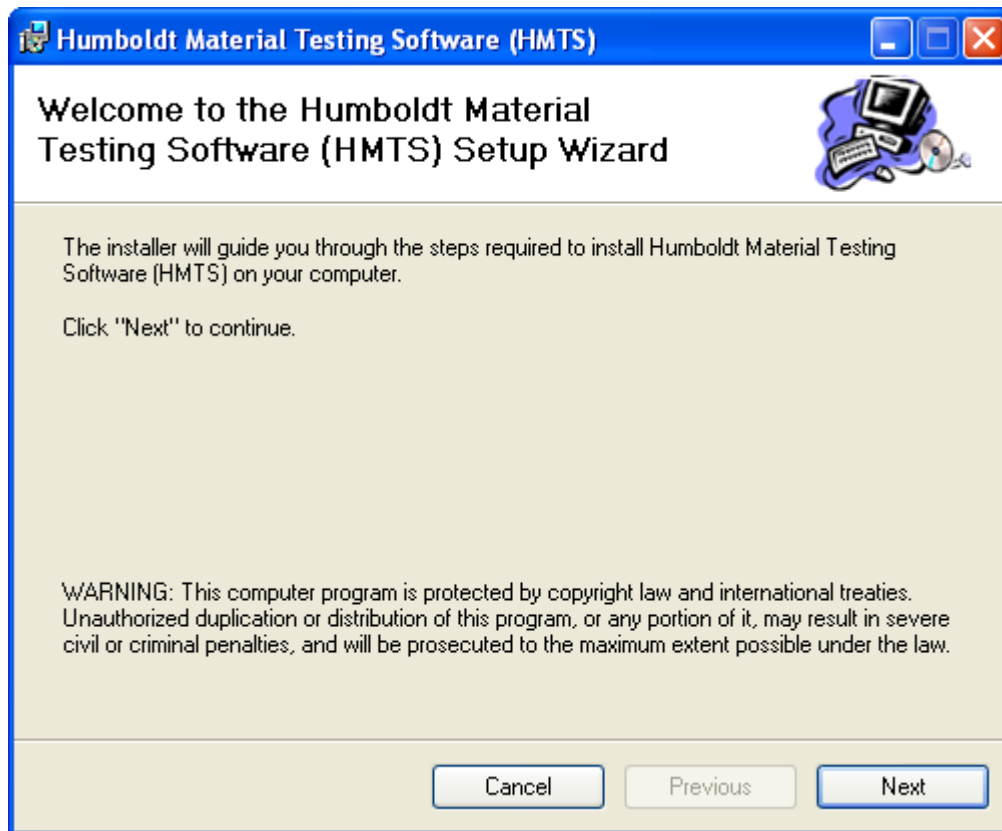 Humboldt Material Testing Software (HMTS)
Welcome to the Humboldt Material
Testing Software (HMTS) Setup Wizard
The installer will guide you through the steps required to install Humboldt Material Testing
Software (HMTS) on your computer.
Click "Next" to continue.
WARNING: This computer program is protected by copyright law and international treaties.
Unauthorized duplication or distribution of this program, or any portion of it, may result in severe
civil or criminal penalties, and will be prosecuted to the maximum extent possible under the law.
Cancel Previous Next